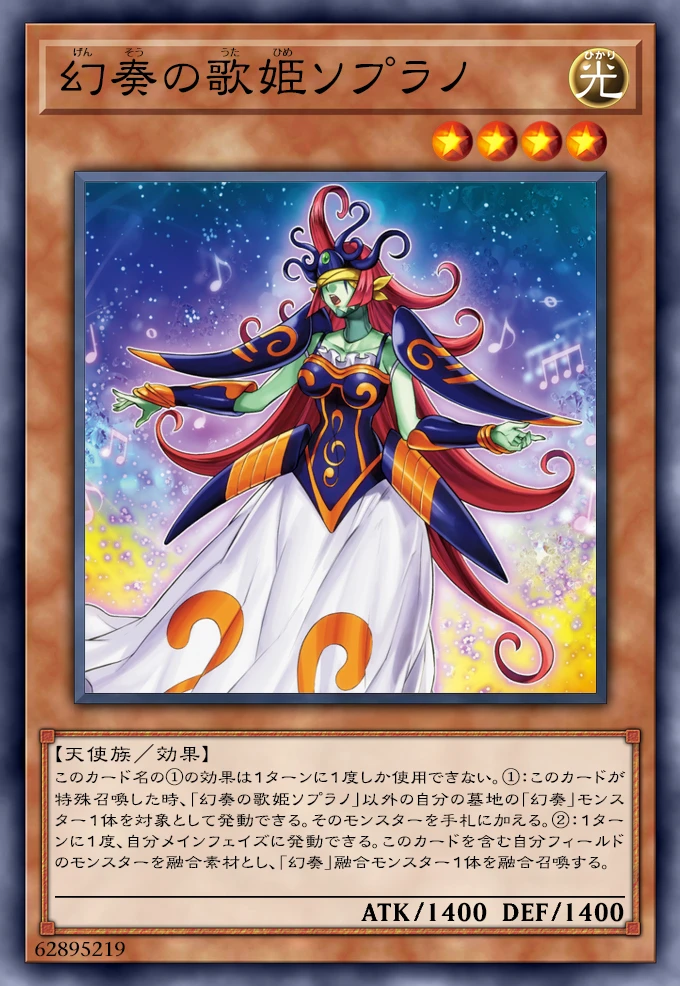 幻奏の歌姫ソプラノ
げん そう うた ひめ
光
ひかり
【天使族／効果】
このカード名の①の効果は１ターンに１度しか使用できない。①：このカードが
特殊召喚した時、「幻奏の歌姫ソプラノ」以外の自分の墓地の「幻奏」モンス
ター１体を対象として発動できる。そのモンスターを手札に加える。②：１ター
ンに１度、自分メインフェイズに発動できる。このカードを含む自分フィールド
のモンスターを融合素材とし、「幻奏」融合モンスター１体を融合召喚する。
ATK/1400 DEF/1400
62895219